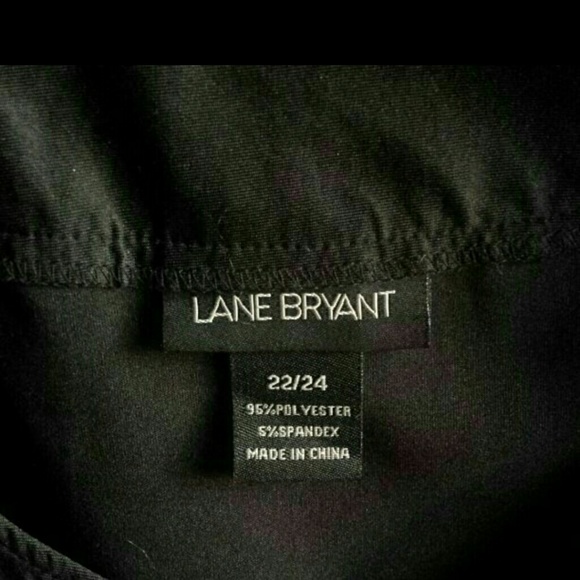 LANE BRYANT
22/24
95%POLYESTER
5%SPANDEX
MADE IN CHINA